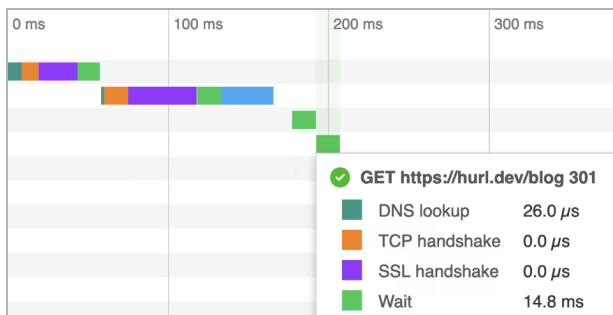 0 ms 100 ms 200 ms 300 ms
GET https://hurl.dev/blog 301
DNS lookup 26.0 µs
TCP handshake 0.0 µs
SSL handshake 0.0 µs
Wait 14.8 ms